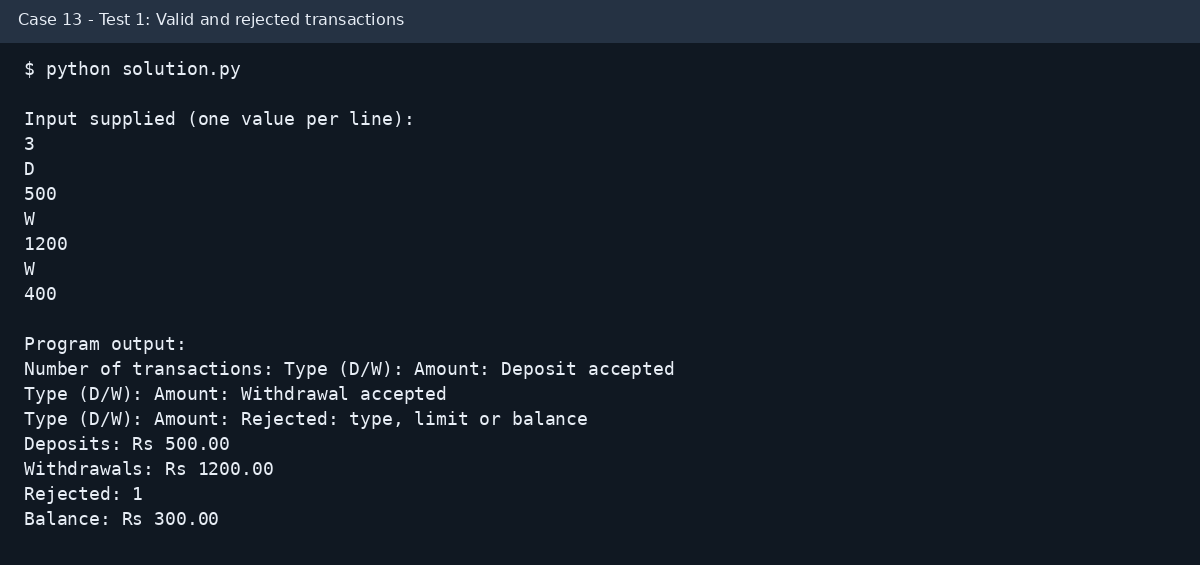 Case 13 - Test 1: Valid and rejected transactions
$ python solution.py
Input supplied (one value per line):
3
D
500
W
1200
W
400
Program output:
Number of transactions: Type (D/W): Amount: Deposit accepted
Type (D/W): Amount: Withdrawal accepted
Type (D/W): Amount: Rejected: type, limit or balance
Deposits: Rs 500.00
Withdrawals: Rs 1200.00
Rejected: 1
Balance: Rs 300.00